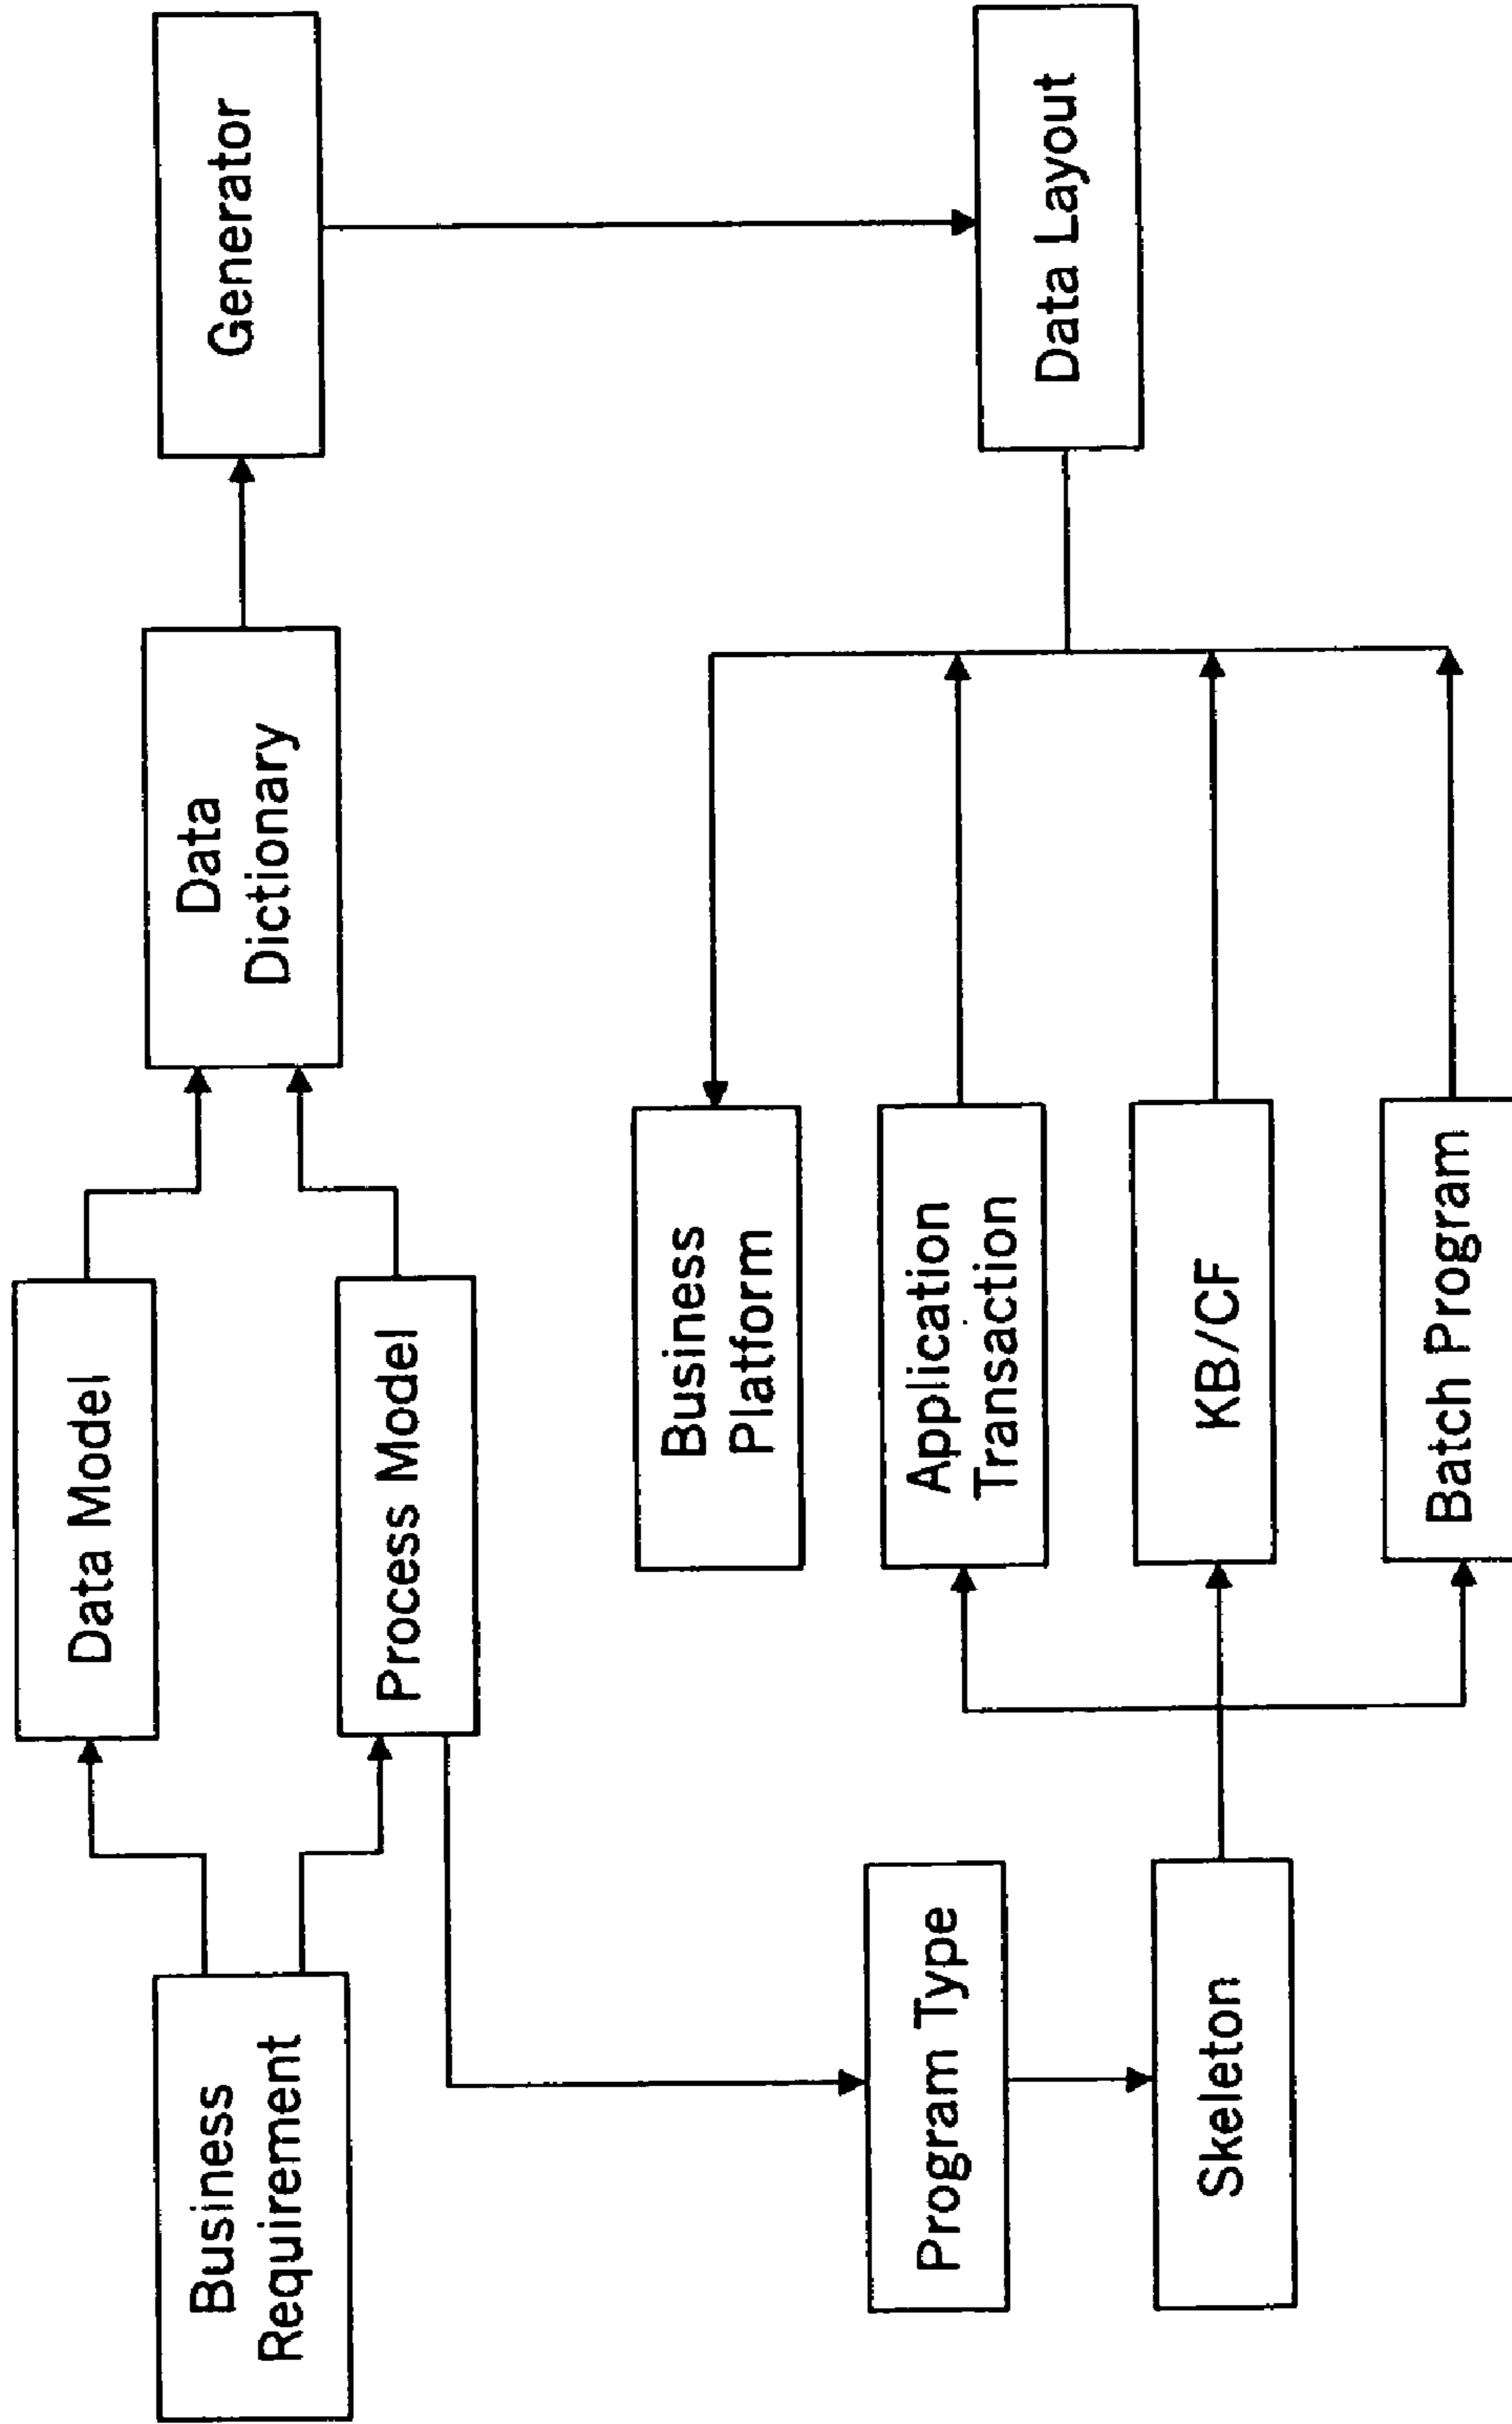 Business
Requirement
Data Model
Process Model
Data
Dictionary
Generator
Program Type
Skeleton
Business
Platform
Application
Transaction
KB/CF
Batch Program
Data Layout